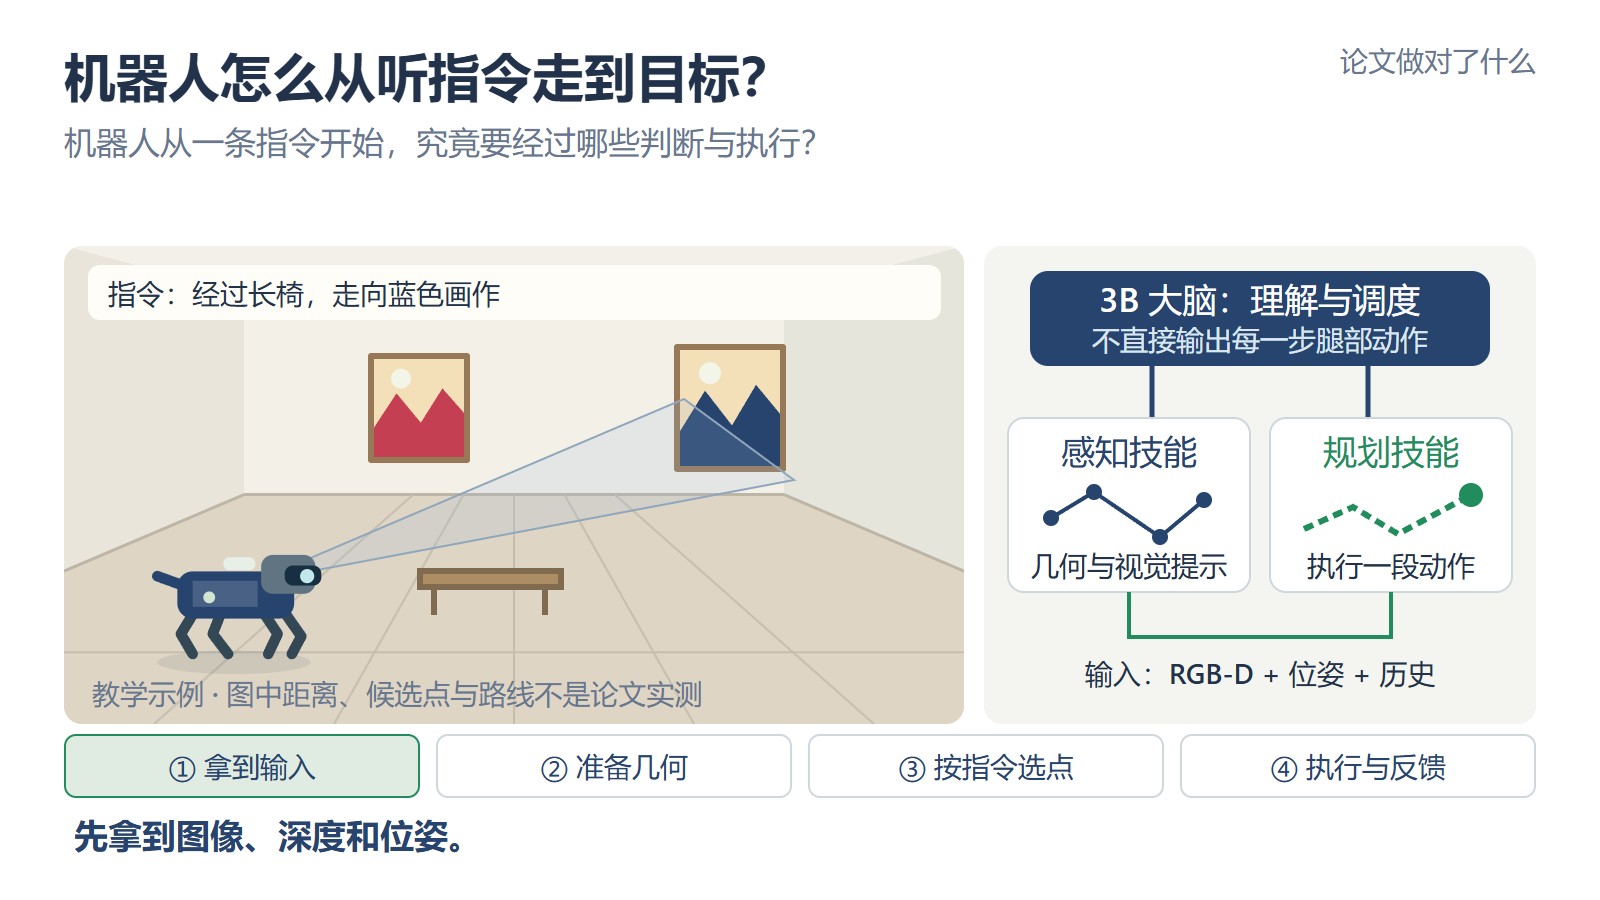 机器人怎么从听指令走到目标？
论文做对了什么
机器人从一条指令开始，究竟要经过哪些判断与执行？
指令：经过长椅，走向蓝色画作
教学示例 · 图中距离、候选点与路线不是论文实测
3B 大脑：理解与调度
不直接输出每一步腿部动作
感知技能
几何与视觉提示
规划技能
执行一段动作
输入：RGB-D + 位姿 + 历史
① 拿到输入
② 准备几何
③ 按指令选点
④ 执行与反馈
先拿到图像、深度和位姿。